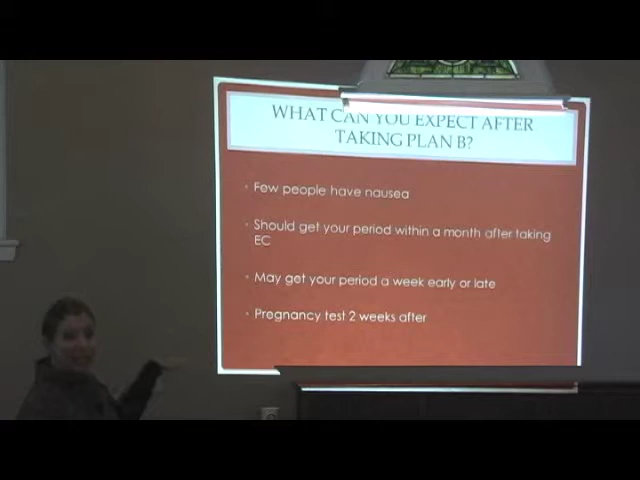 WHAT CAN YOU EXPECT AFTER
TAKING PLAN B?
Few people have nausea
Should get your period within a month after taking
EC
May get your period a week early or late
Pregnancy test 2 weeks after